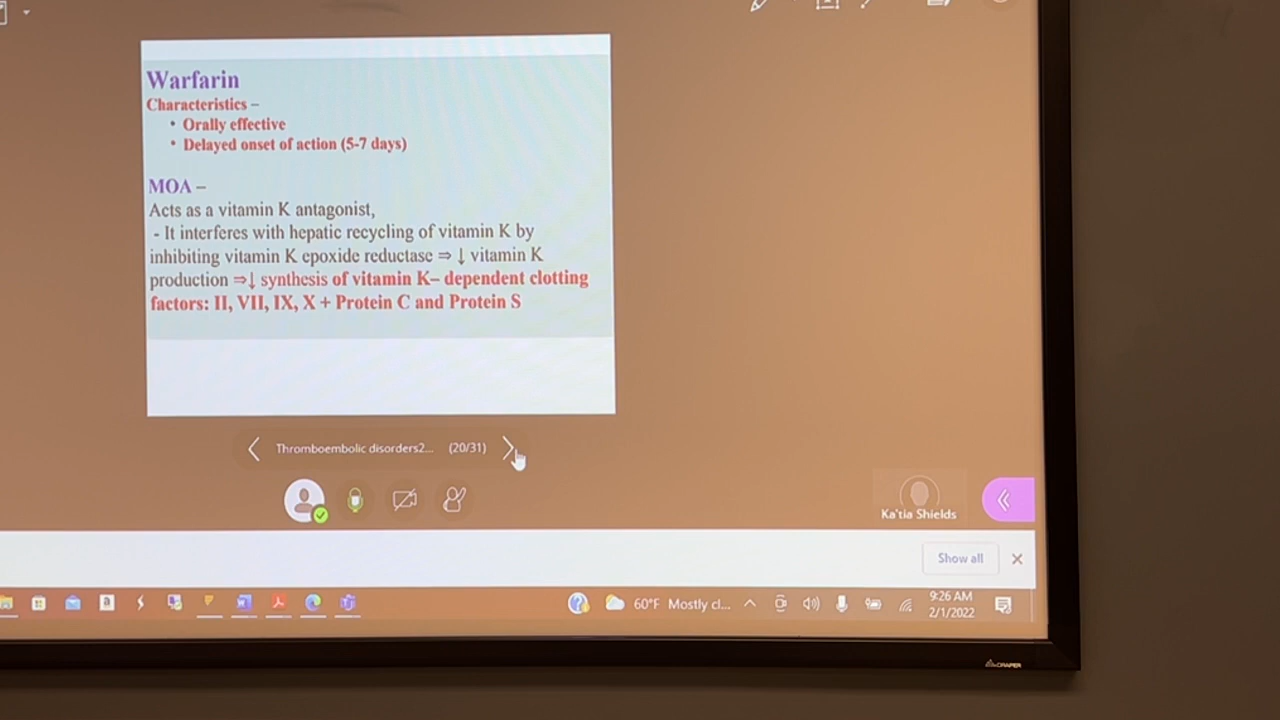 Warfarin
Characteristics –
• Orally effective
• Delayed onset of action (5-7 days)
MOA –
Acts as a vitamin K antagonist,
- It interferes with hepatic recycling of vitamin K by
inhibiting vitamin K epoxide reductase ⇒ ↓ vitamin K
production ⇒↓ synthesis of vitamin K– dependent clotting
factors: II, VII, IX, X + Protein C and Protein S
Thromboembolic disorders2... (20/31)
Ka'tia Shields
Show all
60°F Mostly cl...
9:26 AM
2/1/2022
DRAPER